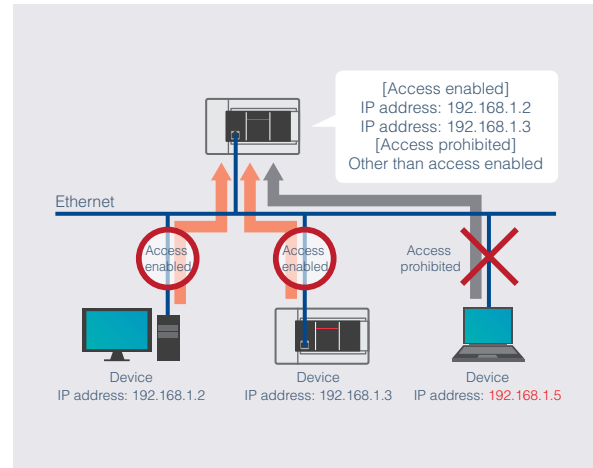 [Access enabled]
IP address: 192.168.1.2
IP address: 192.168.1.3
[Access prohibited]
Other than access enabled
Ethernet
Access
enabled
Access
enabled
Access
prohibited
Device
IP address: 192.168.1.2
Device
IP address: 192.168.1.3
Device
IP address: 192.168.1.5